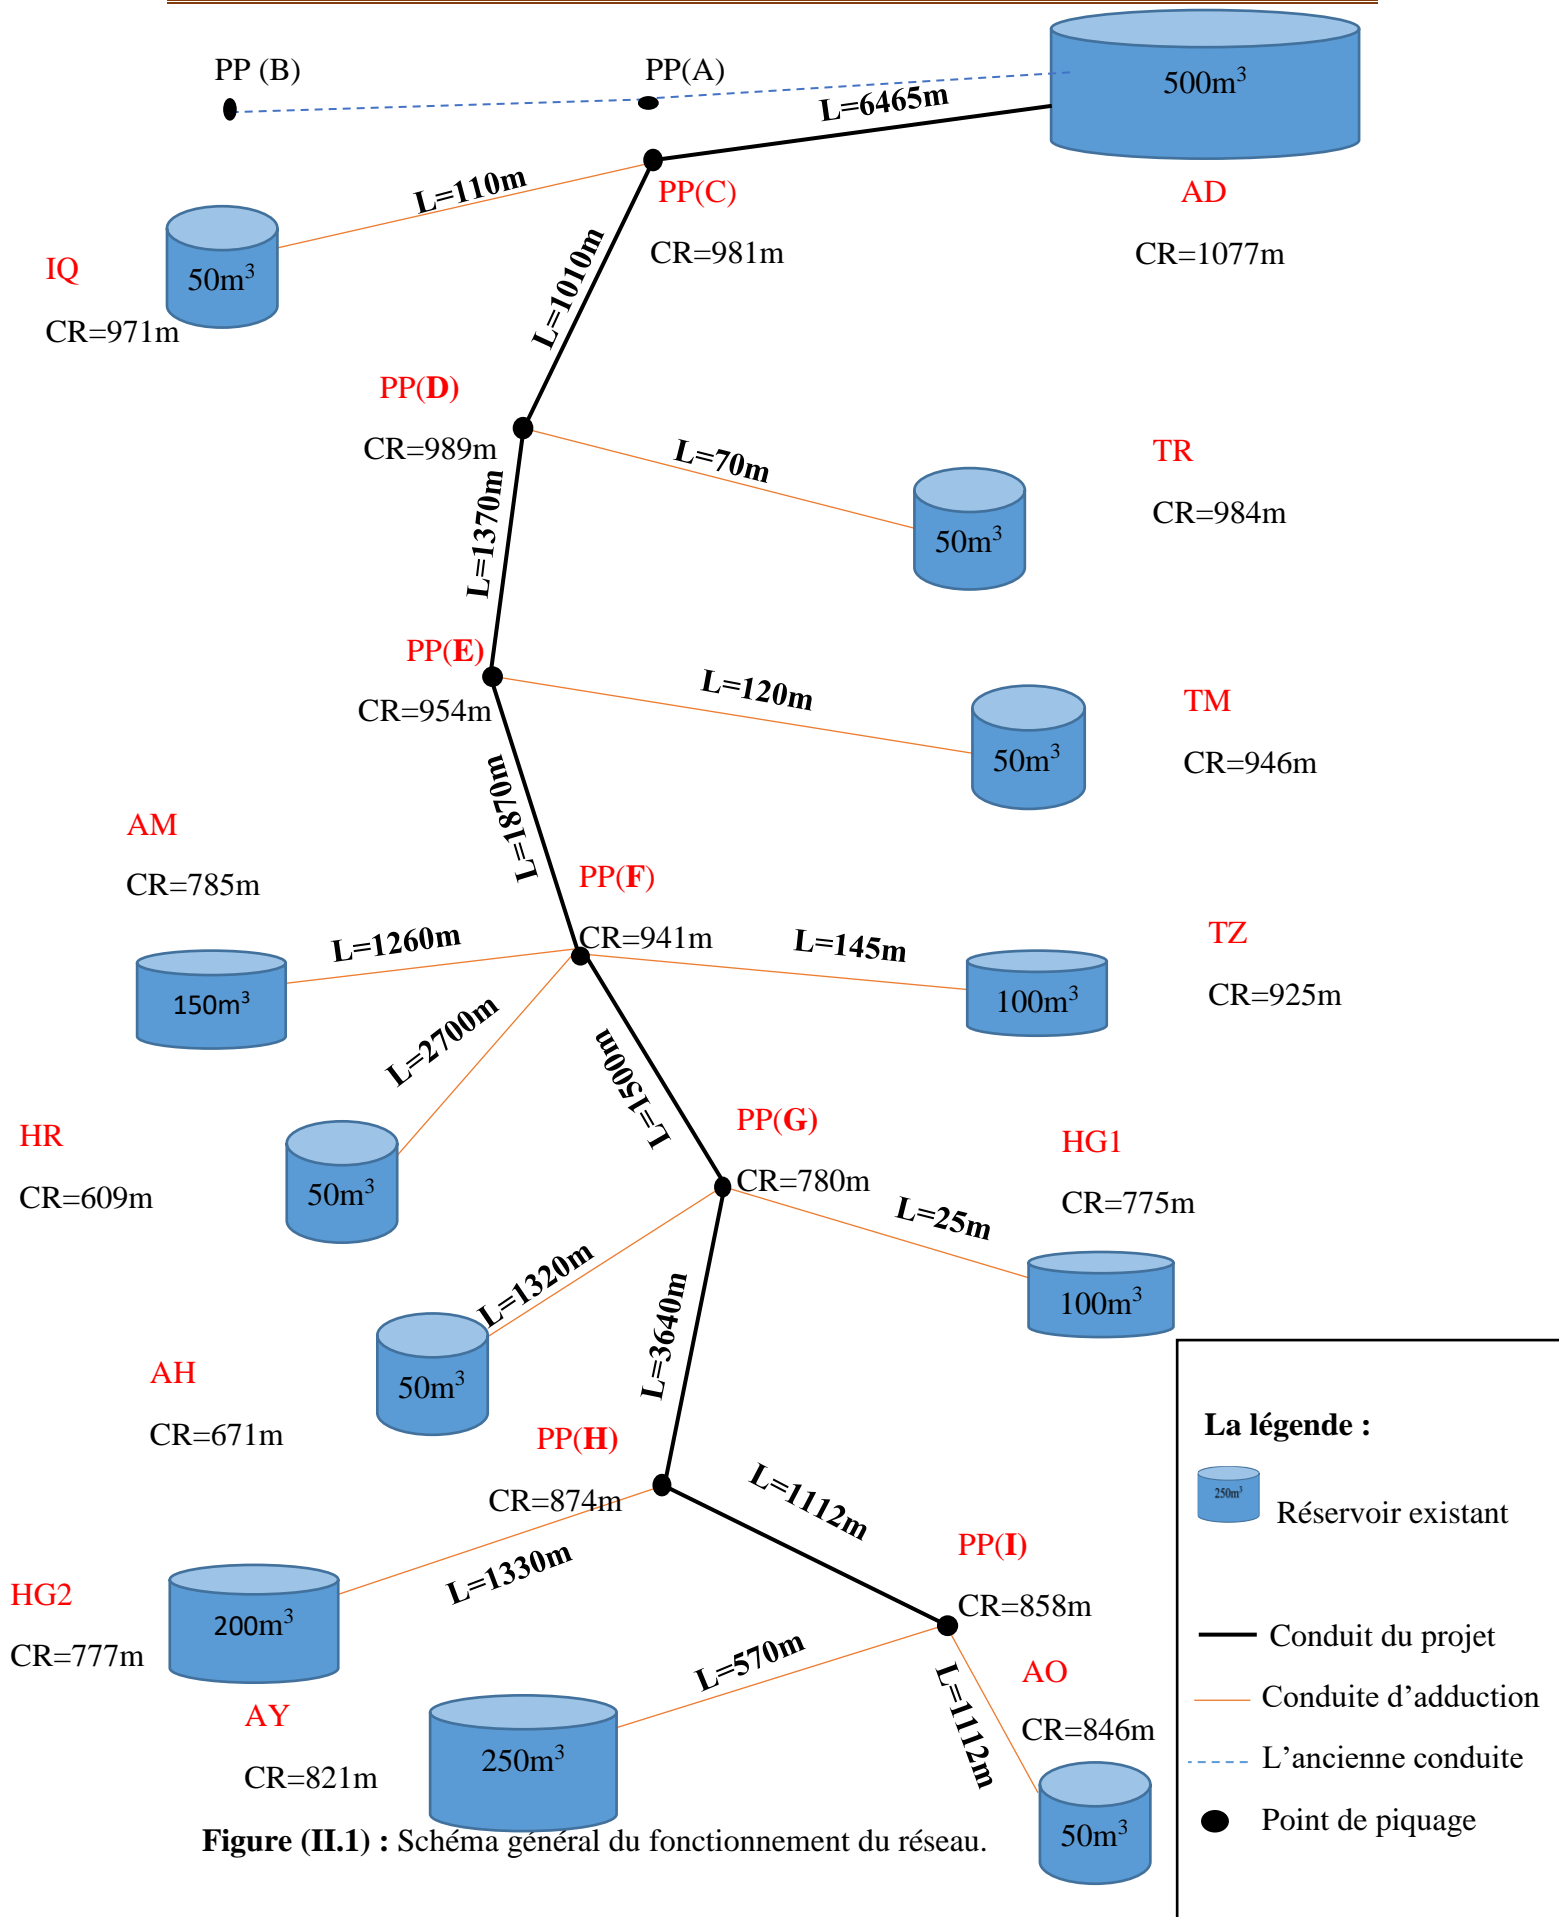 PP (B)
PP(A)
500m³
L=6465m
L=110m
PP(C)
AD
CR=981m
CR=1077m
IQ
50m³
CR=971m
L=1010m
PP(D)
CR=989m
L=70m
TR
CR=984m
50m³
L=1370m
PP(E)
CR=954m
L=120m
TM
CR=946m
50m³
L=1870m
AM
CR=785m
PP(F)
CR=941m
L=1260m
L=145m
TZ
CR=925m
150m³
100m³
L=2700m
L=1500m
HR
CR=609m
50m³
PP(G)
CR=780m
HG1
CR=775m
L=25m
L=1320m
L=3640m
100m³
AH
CR=671m
50m³
PP(H)
CR=874m
L=1112m
L=1330m
HG2
CR=777m
200m³
PP(I)
CR=858m
L=570m
L=1112m
AO
CR=846m
AY
CR=821m
250m³
50m³
La légende :
250m³
Réservoir existant
Conduit du projet
Conduite d’adduction
L’ancienne conduite
Point de piquage
Figure (II.1) : Schéma général du fonctionnement du réseau.